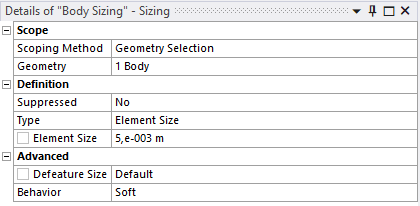 Details of "Body Sizing" - Sizing
Scope
Scoping Method Geometry Selection
Geometry 1 Body
Definition
Suppressed No
Type Element Size
Element Size 5,e-003 m
Advanced
Defeature Size Default
Behavior Soft